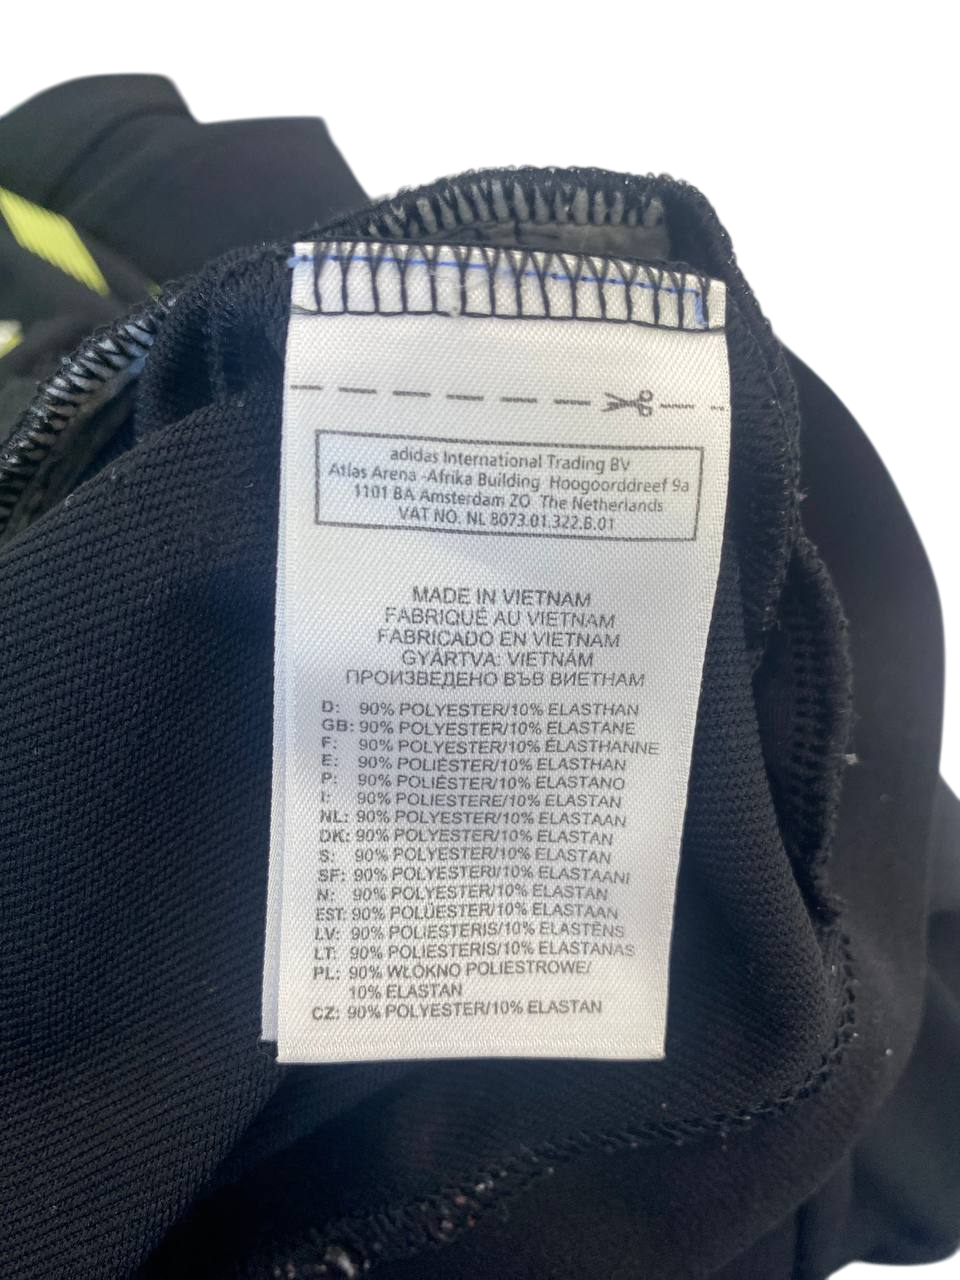 adidas International Trading BV
Atlas Arena -Afrika Building Hoogoorddreef 9a
1101 BA Amsterdam ZO The Netherlands
VAT NO. NL 8073.01.322.B.01
MADE IN VIETNAM
FABRIQUÉ AU VIETNAM
FABRICADO EN VIETNAM
GYÁRTVA: VIETNÁM
ПРОИЗВЕДЕНО ВЪВ ВИЕТНАМ
D: 90% POLYESTER/10% ELASTHAN
GB: 90% POLYESTER/10% ELASTANE
F: 90% POLYESTER/10% ÉLASTHANNE
E: 90% POLIÉSTER/10% ELASTHAN
P: 90% POLIÉSTER/10% ELASTANO
I: 90% POLIESTERE/10% ELASTAN
NL: 90% POLYESTER/10% ELASTAAN
DK: 90% POLYESTER/10% ELASTAN
S: 90% POLYESTER/10% ELASTAN
SF: 90% POLYESTERI/10% ELASTAANI
N: 90% POLYESTER/10% ELASTAN
EST: 90% POLÜESTER/10% ELASTAAN
LV: 90% POLIESTERIS/10% ELASTĒNS
LT: 90% POLIESTERIS/10% ELASTANAS
PL: 90% WŁÓKNO POLIESTROWE/
10% ELASTAN
CZ: 90% POLYESTER/10% ELASTAN